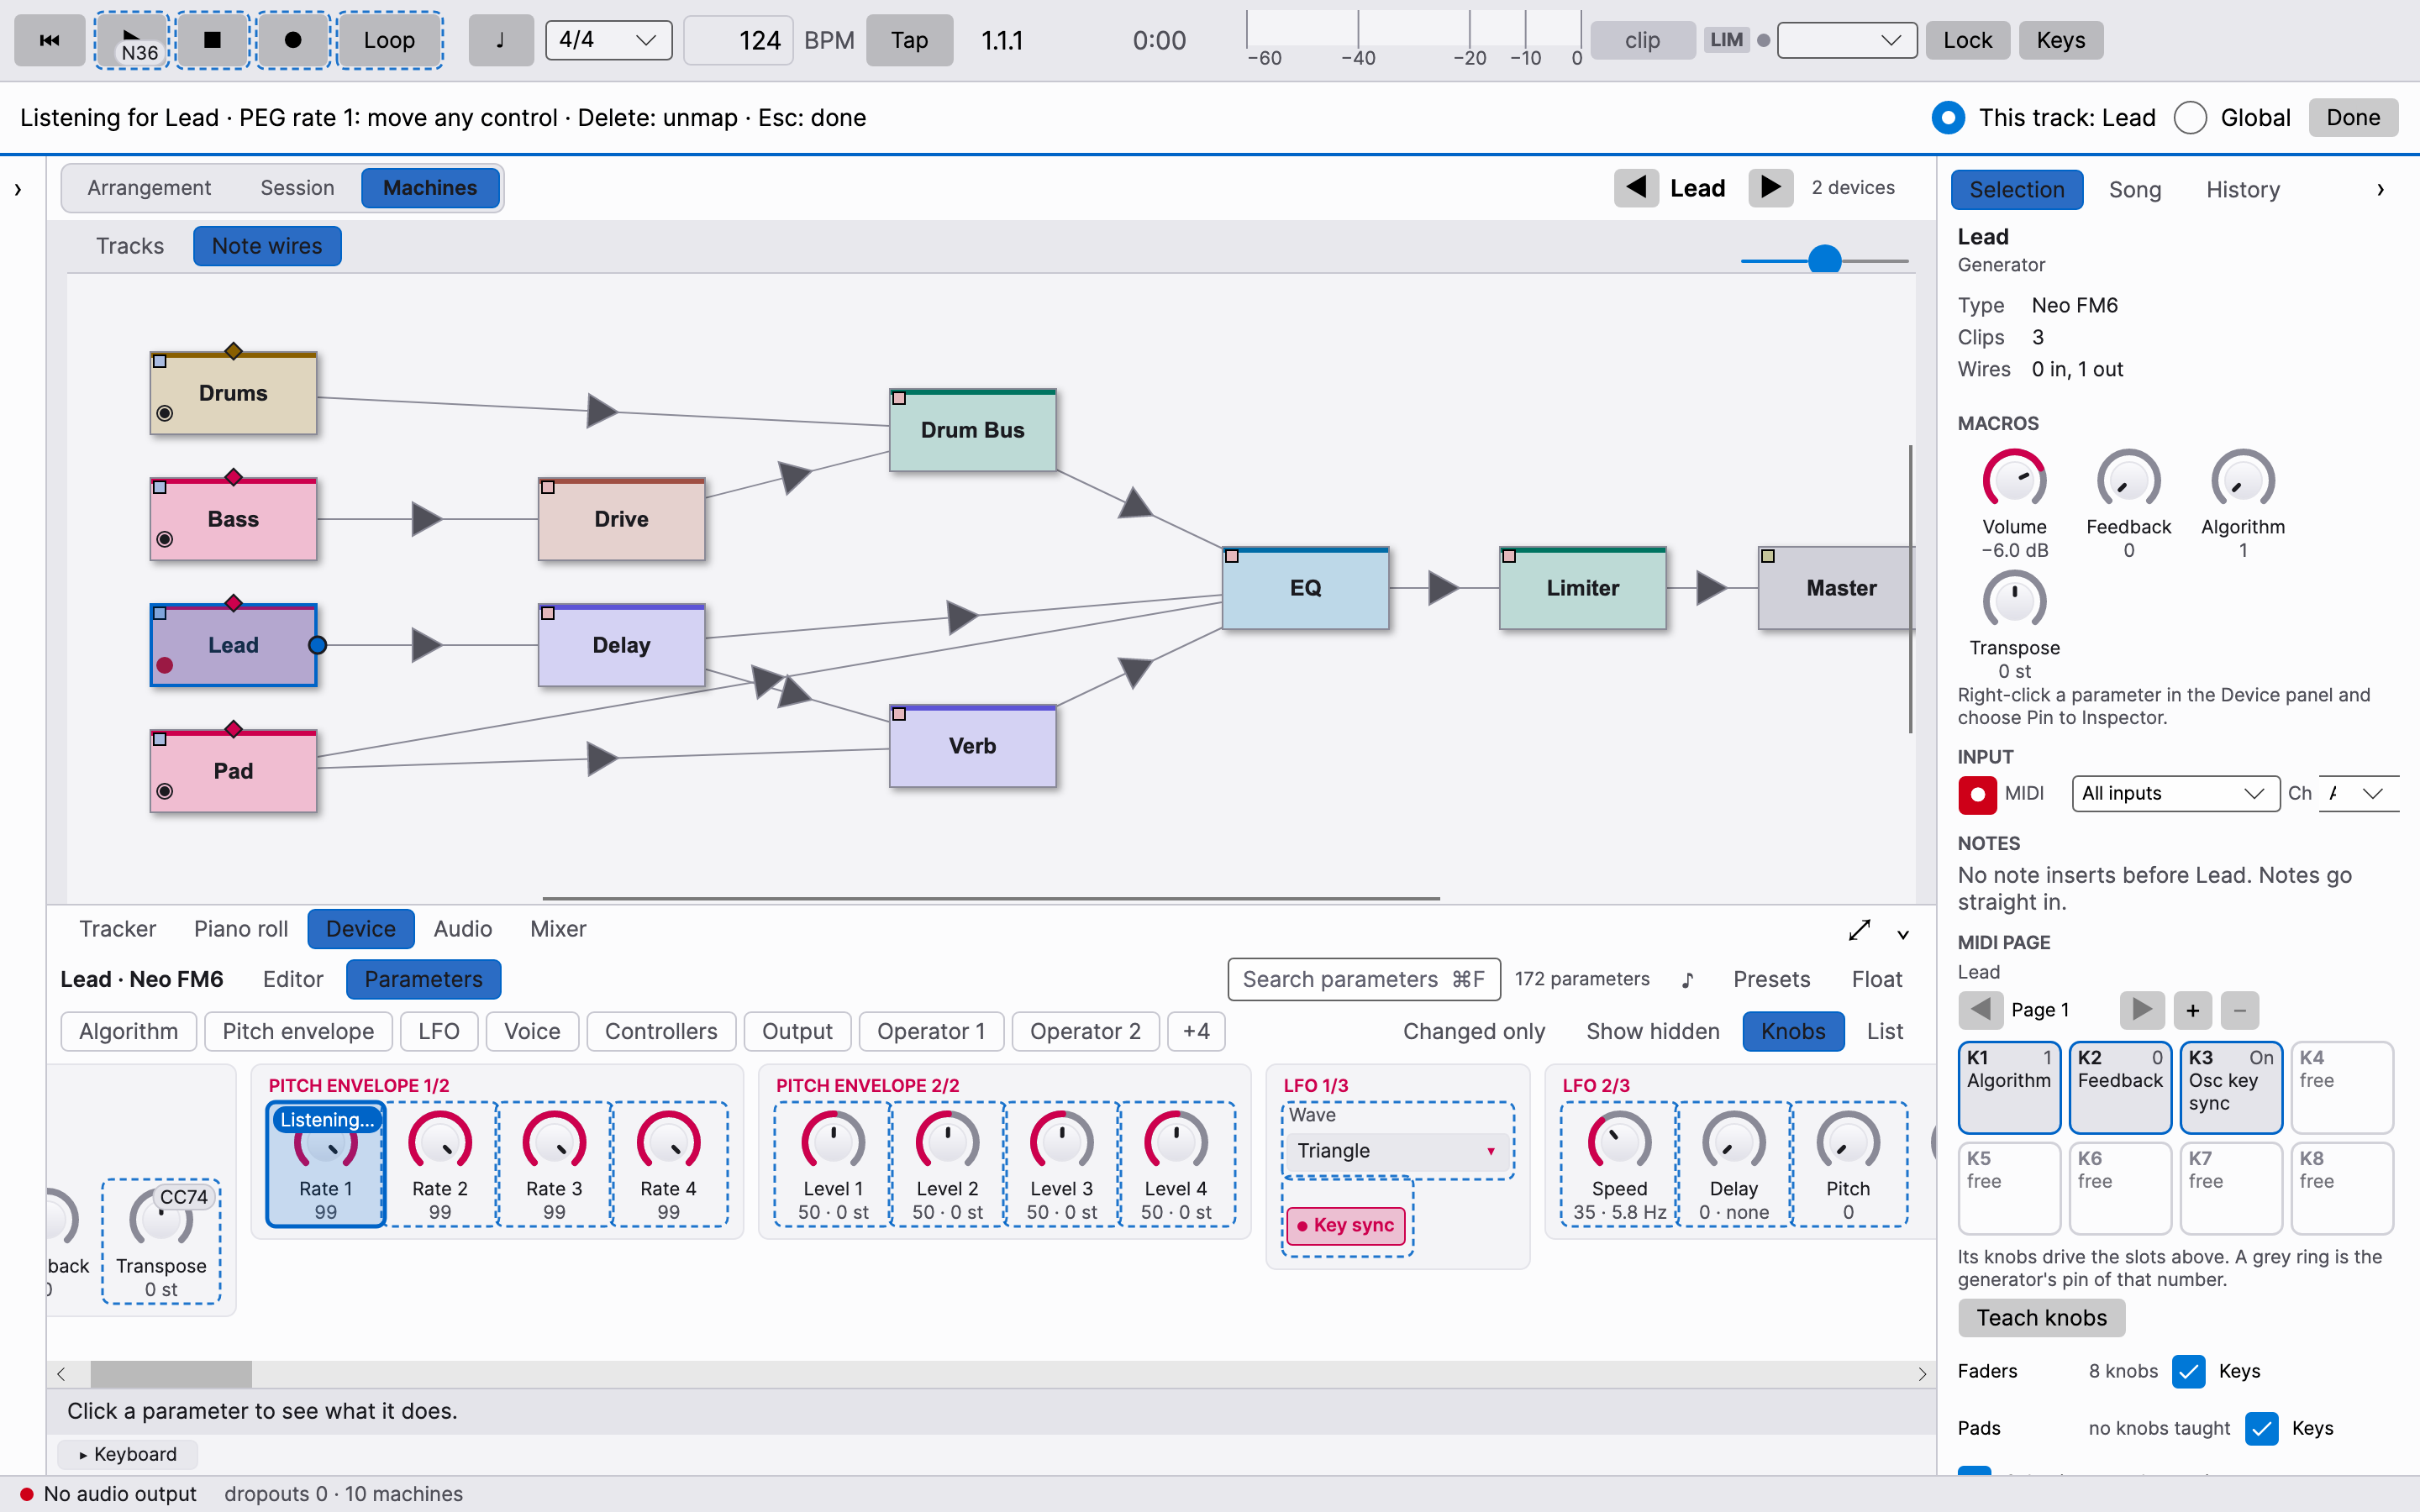 N36
Loop
4/4
124 BPM
Tap
1.1.1
0:00
−60 −40 −20 −10 0
clip
LIM
Lock
Keys
Listening for Lead · PEG rate 1: move any control · Delete: unmap · Esc: done
This track: Lead
Global
Done
Arrangement
Session
Machines
Lead
2 devices
Tracks
Note wires
Drums
Drum Bus
Bass
Drive
EQ
Limiter
Master
Lead
Delay
Verb
Pad
Tracker
Piano roll
Device
Audio
Mixer
Lead · Neo FM6
Editor
Parameters
Search parameters ⌘F
172 parameters
Presets
Float
Algorithm
Pitch envelope
LFO
Voice
Controllers
Output
Operator 1
Operator 2
+4
Changed only
Show hidden
Knobs
List
back
CC74
Transpose
0 st
PITCH ENVELOPE 1/2
Listening...
Rate 1
99
Rate 2
99
Rate 3
99
Rate 4
99
PITCH ENVELOPE 2/2
Level 1
50 · 0 st
Level 2
50 · 0 st
Level 3
50 · 0 st
Level 4
50 · 0 st
LFO 1/3
Wave
Triangle
Key sync
LFO 2/3
Speed
35 · 5.8 Hz
Delay
0 · none
Pitch
0
Click a parameter to see what it does.
Keyboard
No audio output
dropouts 0 · 10 machines
Selection
Song
History
Lead
Generator
Type Neo FM6
Clips 3
Wires 0 in, 1 out
MACROS
Volume
−6.0 dB
Feedback
0
Algorithm
1
Transpose
0 st
Right-click a parameter in the Device panel and
choose Pin to Inspector.
INPUT
MIDI
All inputs
Ch
NOTES
No note inserts before Lead. Notes go
straight in.
MIDI PAGE
Lead
Page 1
+
−
K1 1
Algorithm
K2 0
Feedback
K3 On
Osc key
sync
K4
free
K5
free
K6
free
K7
free
K8
free
Its knobs drive the slots above. A grey ring is the
generator's pin of that number.
Teach knobs
Faders 8 knobs Keys
Pads no knobs taught Keys